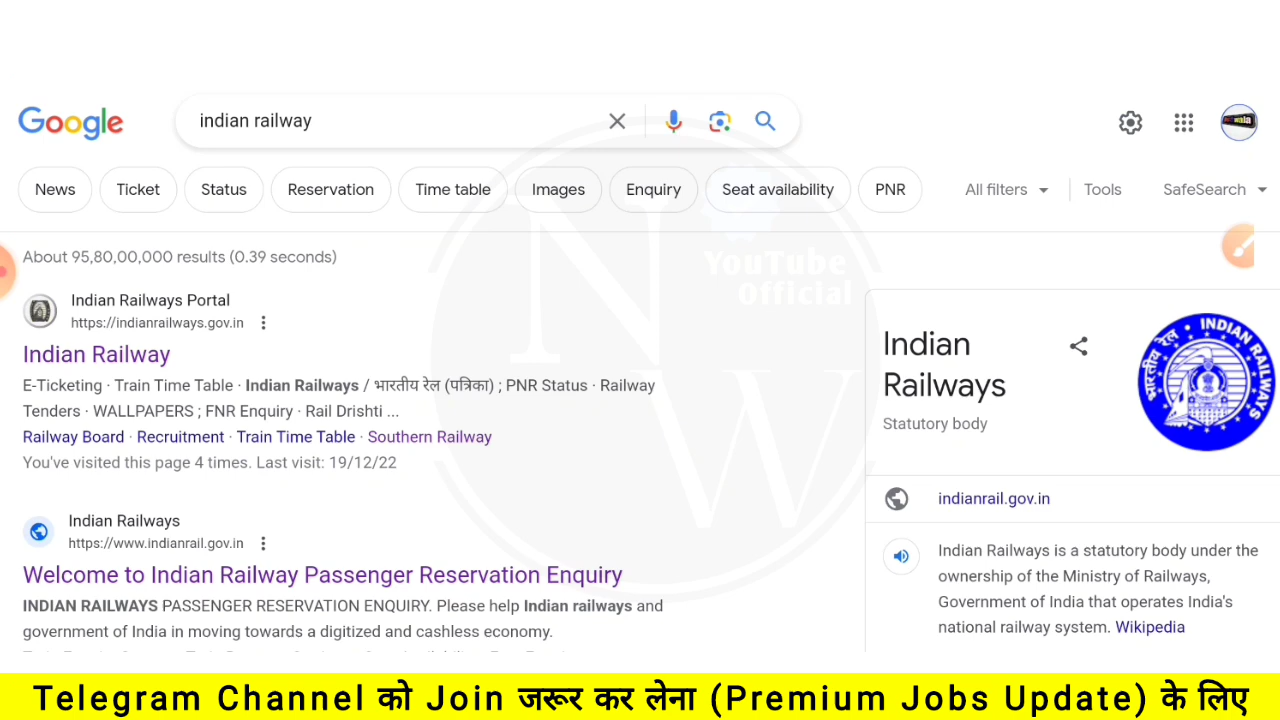 Google
indian railway
News
Ticket
Status
Reservation
Time table
Images
Enquiry
Seat availability
PNR
All filters
Tools
SafeSearch
About 95,80,00,000 results (0.39 seconds)
Indian Railways Portal
https://indianrailways.gov.in
Indian Railway
E-Ticketing · Train Time Table · Indian Railways / भारतीय रेल (पत्रिका) ; PNR Status · Railway
Tenders · WALLPAPERS ; FNR Enquiry · Rail Drishti ...
Railway Board · Recruitment · Train Time Table · Southern Railway
You've visited this page 4 times. Last visit: 19/12/22
Indian Railways
https://www.indianrail.gov.in
Welcome to Indian Railway Passenger Reservation Enquiry
INDIAN RAILWAYS PASSENGER RESERVATION ENQUIRY. Please help Indian railways and
government of India in moving towards a digitized and cashless economy.
YouTube
Official
NW
Indian
Railways
Statutory body
भारतीय रेल INDIAN RAILWAYS
indianrail.gov.in
Indian Railways is a statutory body under the
ownership of the Ministry of Railways,
Government of India that operates India's
national railway system. Wikipedia
Telegram Channel को Join जरूर कर लेना (Premium Jobs Update) के लिए